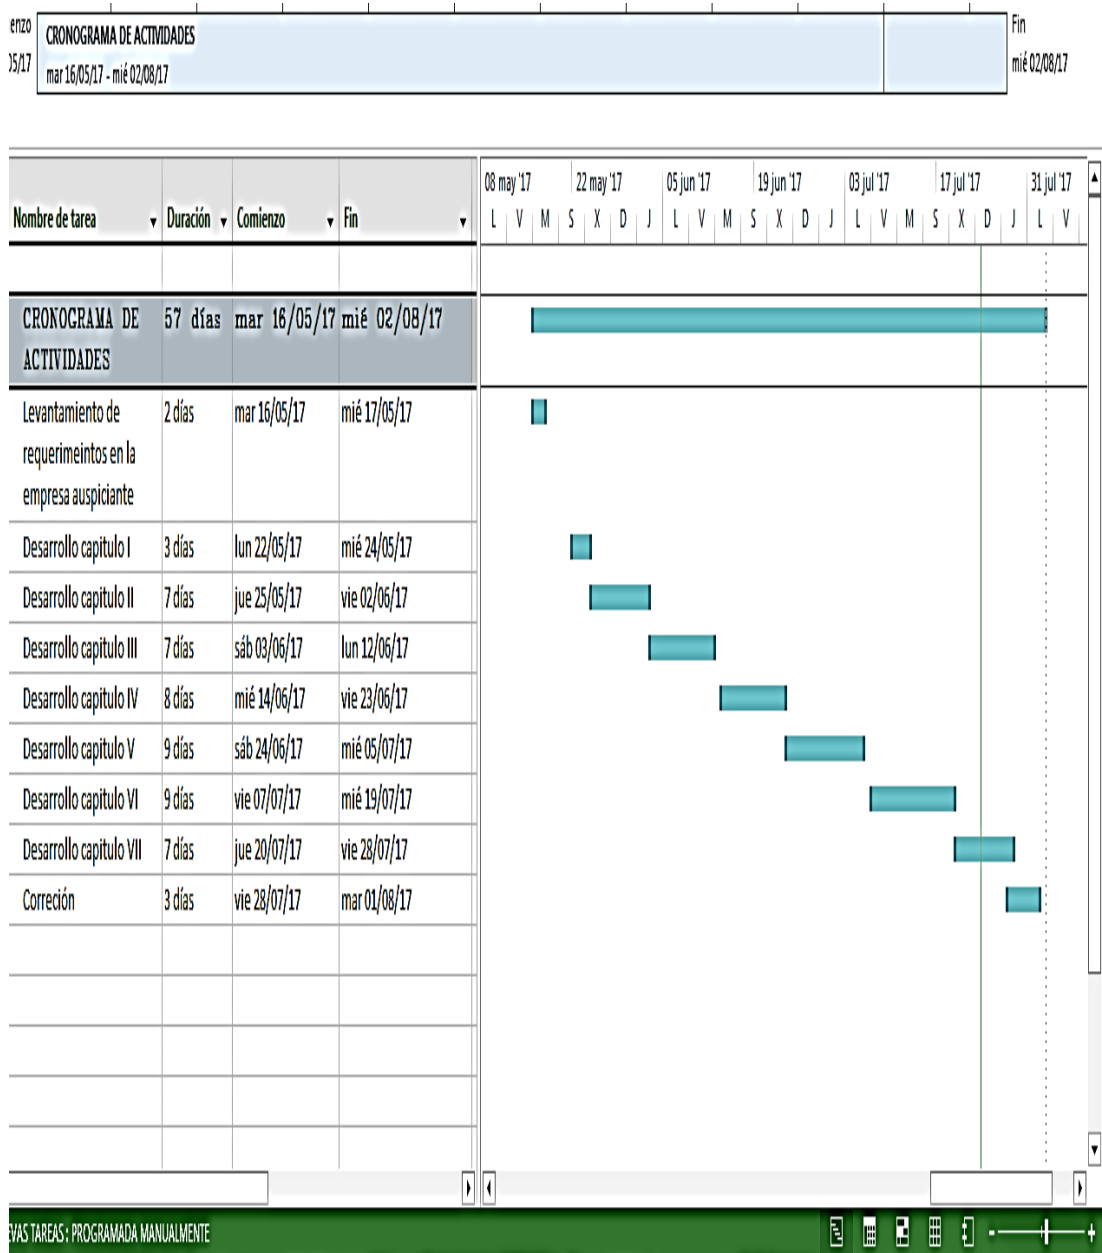 enzo
05/17
CRONOGRAMA DE ACTIVIDADES
mar 16/05/17 - mié 02/08/17
Fin
mié 02/08/17
08 may '17 22 may '17 05 jun '17 19 jun '17 03 jul '17 17 jul '17 31 jul '17
Nombre de tarea Duración Comienzo Fin L V M S X D J L V M S X D J L V M S X D J L V
CRONOGRAMA DE 57 días mar 16/05/17 mié 02/08/17
ACTIVIDADES
Levantamiento de 2 días mar 16/05/17 mié 17/05/17
requerimeintos en la
empresa auspiciante
Desarrollo capitulo I 3 días lun 22/05/17 mié 24/05/17
Desarrollo capitulo II 7 días jue 25/05/17 vie 02/06/17
Desarrollo capitulo III 7 días sáb 03/06/17 lun 12/06/17
Desarrollo capitulo IV 8 días mié 14/06/17 vie 23/06/17
Desarrollo capitulo V 9 días sáb 24/06/17 mié 05/07/17
Desarrollo capitulo VI 9 días vie 07/07/17 mié 19/07/17
Desarrollo capitulo VII 7 días jue 20/07/17 vie 28/07/17
Correción 3 días vie 28/07/17 mar 01/08/17
EVAS TAREAS : PROGRAMADA MANUALMENTE